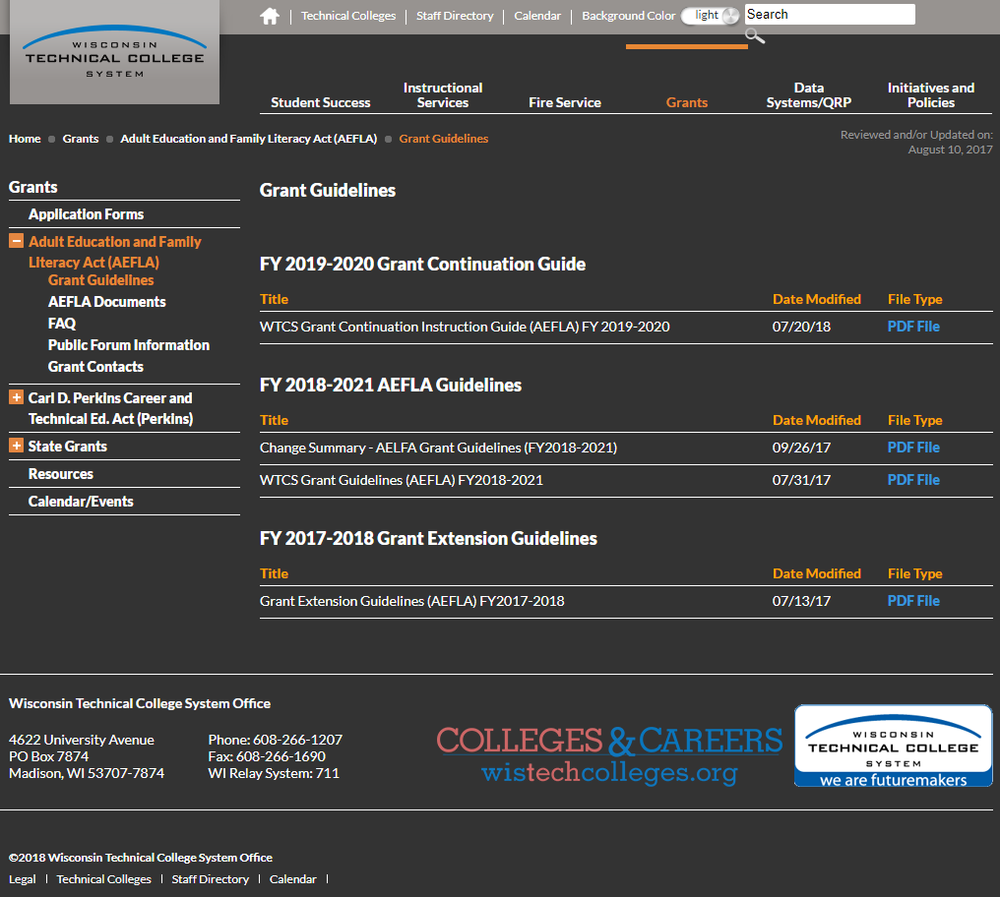 WISCONSIN
TECHNICAL COLLEGE
SYSTEM
Technical Colleges
Staff Directory
Calendar
Background Color
light
Search
Student Success
Instructional
Services
Fire Service
Grants
Data
Systems/QRP
Initiatives and
Policies
Home
Grants
Adult Education and Family Literacy Act (AEFLA)
Grant Guidelines
Reviewed and/or Updated on:
August 10, 2017
Grants
Application Forms
Adult Education and Family
Literacy Act (AEFLA)
Grant Guidelines
AEFLA Documents
FAQ
Public Forum Information
Grant Contacts
Carl D. Perkins Career and
Technical Ed. Act (Perkins)
State Grants
Resources
Calendar/Events
Grant Guidelines
FY 2019-2020 Grant Continuation Guide
Title Date Modified File Type
WTCS Grant Continuation Instruction Guide (AEFLA) FY 2019-2020 07/20/18 PDF File
FY 2018-2021 AEFLA Guidelines
Title Date Modified File Type
Change Summary - AELFA Grant Guidelines (FY2018-2021) 09/26/17 PDF File
WTCS Grant Guidelines (AEFLA) FY2018-2021 07/31/17 PDF File
FY 2017-2018 Grant Extension Guidelines
Title Date Modified File Type
Grant Extension Guidelines (AEFLA) FY2017-2018 07/13/17 PDF File
Wisconsin Technical College System Office
4622 University Avenue
PO Box 7874
Madison, WI 53707-7874
Phone: 608-266-1207
Fax: 608-266-1690
WI Relay System: 711
COLLEGES & CAREERS
wistechcolleges.org
WISCONSIN
TECHNICAL COLLEGE
SYSTEM
we are futuremakers
©2018 Wisconsin Technical College System Office
Legal | Technical Colleges | Staff Directory | Calendar |